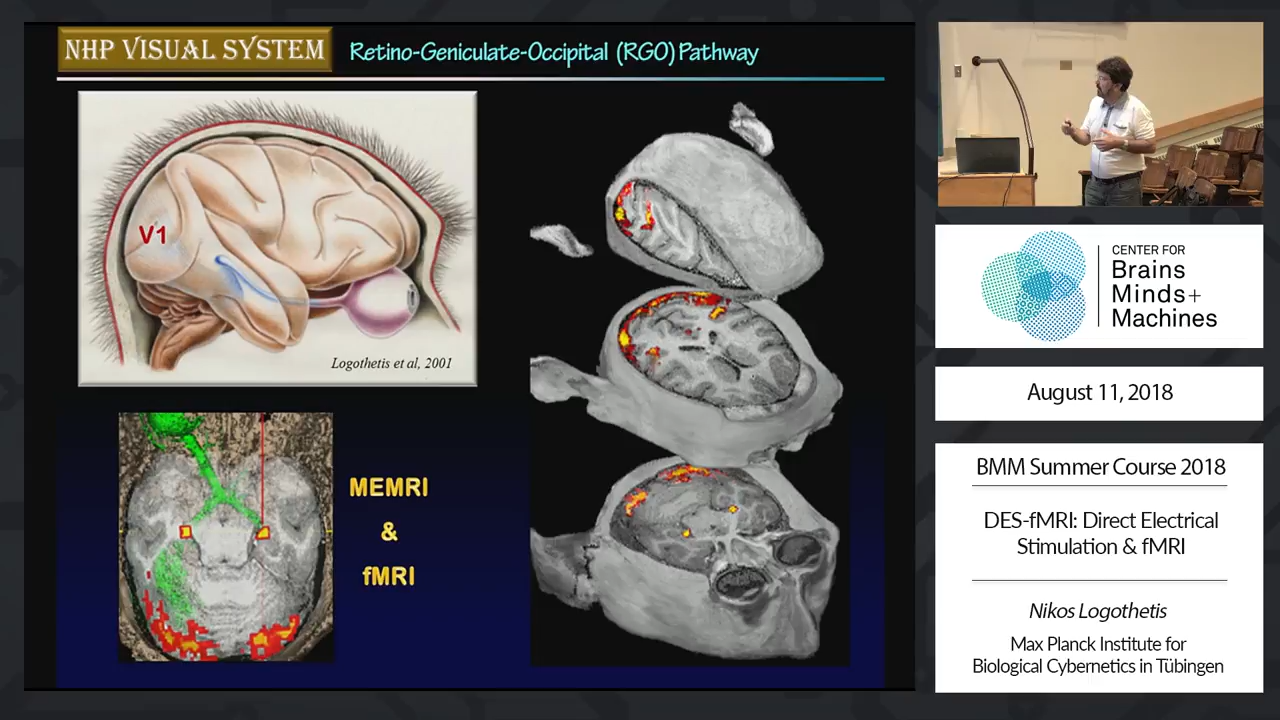 NHP VISUAL SYSTEM
Retino-Geniculate-Occipital (RGO) Pathway
V1
Logothetis et al, 2001
MEMRI
&
fMRI
CENTER FOR
Brains
Minds+
Machines
August 11, 2018
BMM Summer Course 2018
DES-fMRI: Direct Electrical
Stimulation & fMRI
Nikos Logothetis
Max Planck Institute for
Biological Cybernetics in Tübingen